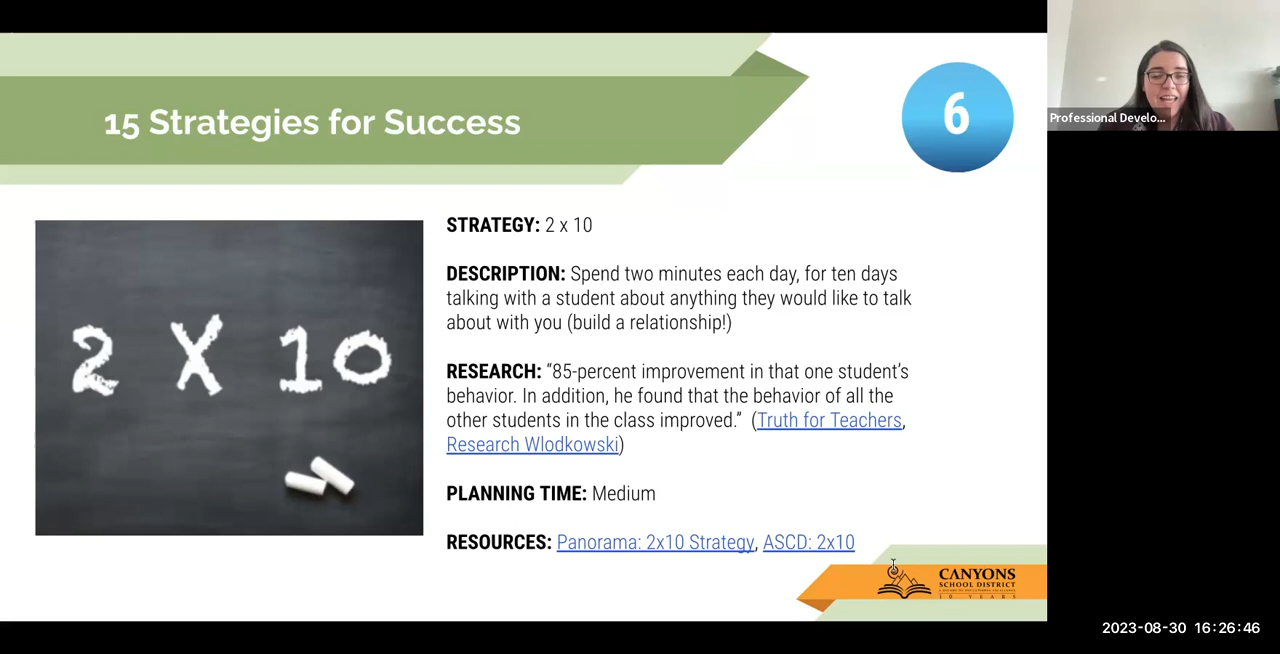 15 Strategies for Success
6
Professional Develo...
2 X 10
STRATEGY: 2 x 10
DESCRIPTION: Spend two minutes each day, for ten days
talking with a student about anything they would like to talk
about with you (build a relationship!)
RESEARCH: “85-percent improvement in that one student’s
behavior. In addition, he found that the behavior of all the
other students in the class improved.” (Truth for Teachers,
Research Wlodkowski)
PLANNING TIME: Medium
RESOURCES: Panorama: 2x10 Strategy, ASCD: 2x10
CANYONS
SCHOOL DISTRICT
10 YEARS
2023-08-30 16:26:46